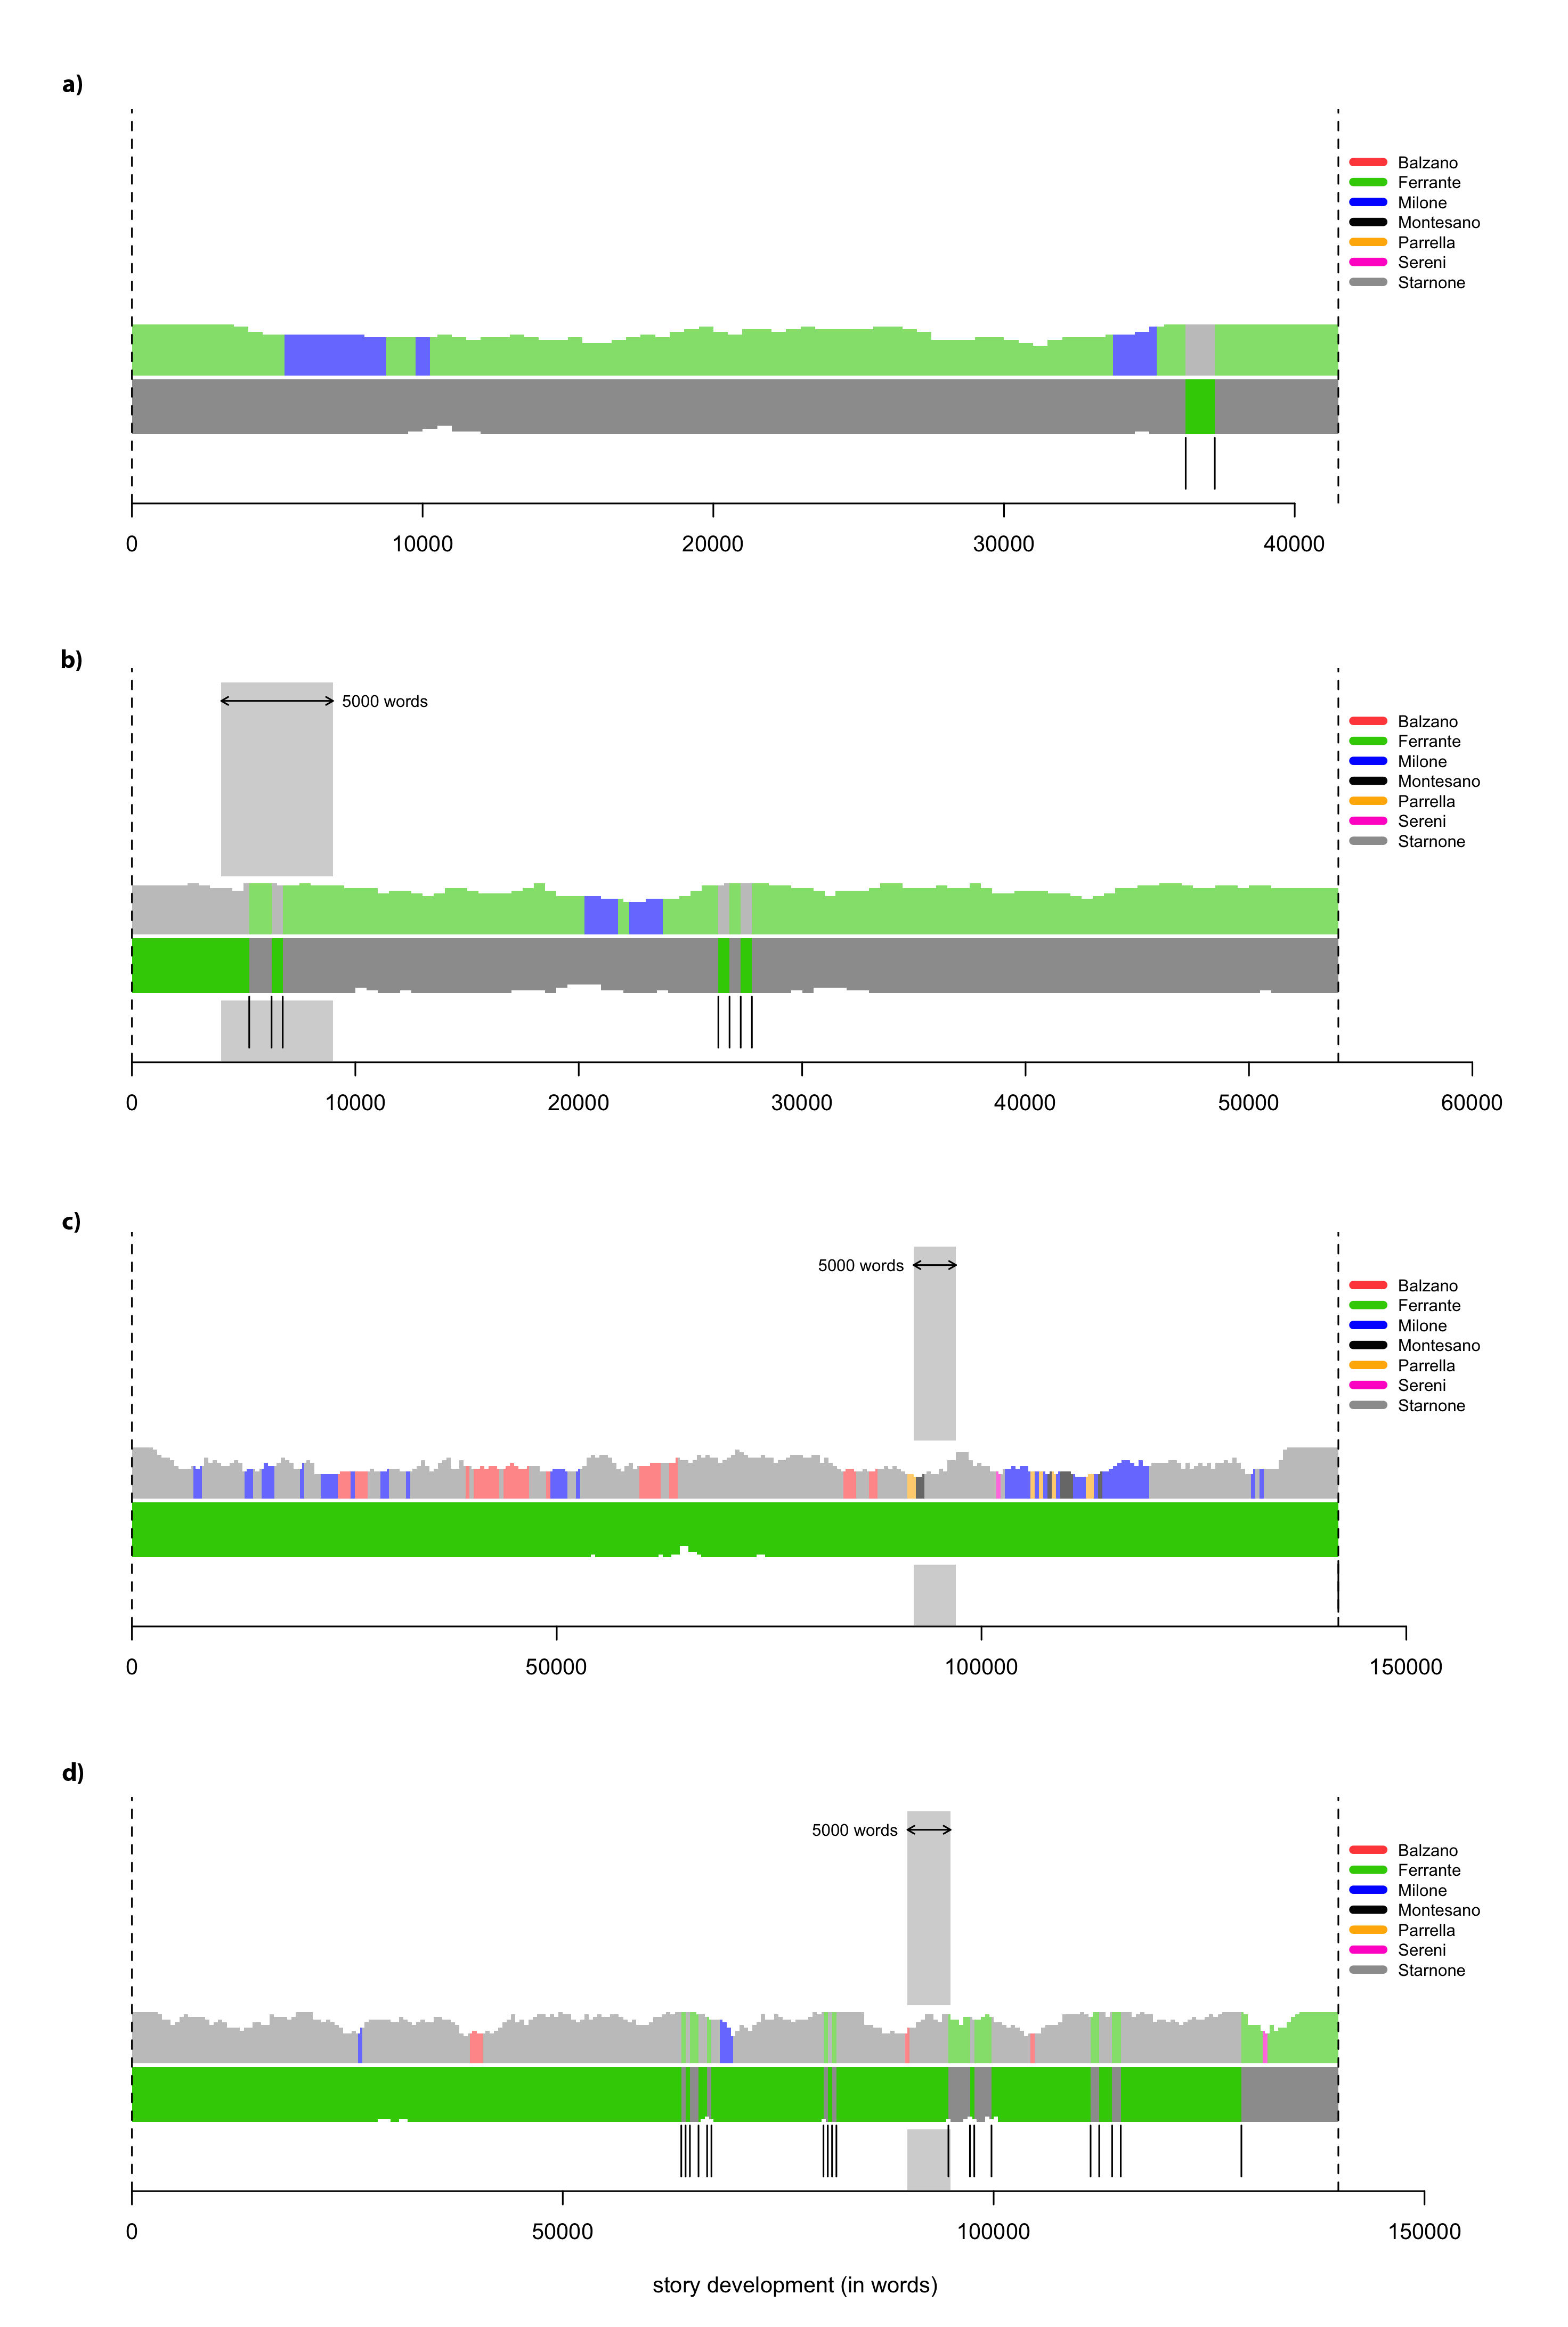 a)
Balzano
Ferrante
Milone
Montesano
Parrella
Sereni
Starnone
0 10000 20000 30000 40000
b)
5000 words
Balzano
Ferrante
Milone
Montesano
Parrella
Sereni
Starnone
0 10000 20000 30000 40000 50000 60000
c)
5000 words
Balzano
Ferrante
Milone
Montesano
Parrella
Sereni
Starnone
0 50000 100000 150000
d)
5000 words
Balzano
Ferrante
Milone
Montesano
Parrella
Sereni
Starnone
0 50000 100000 150000
story development (in words)